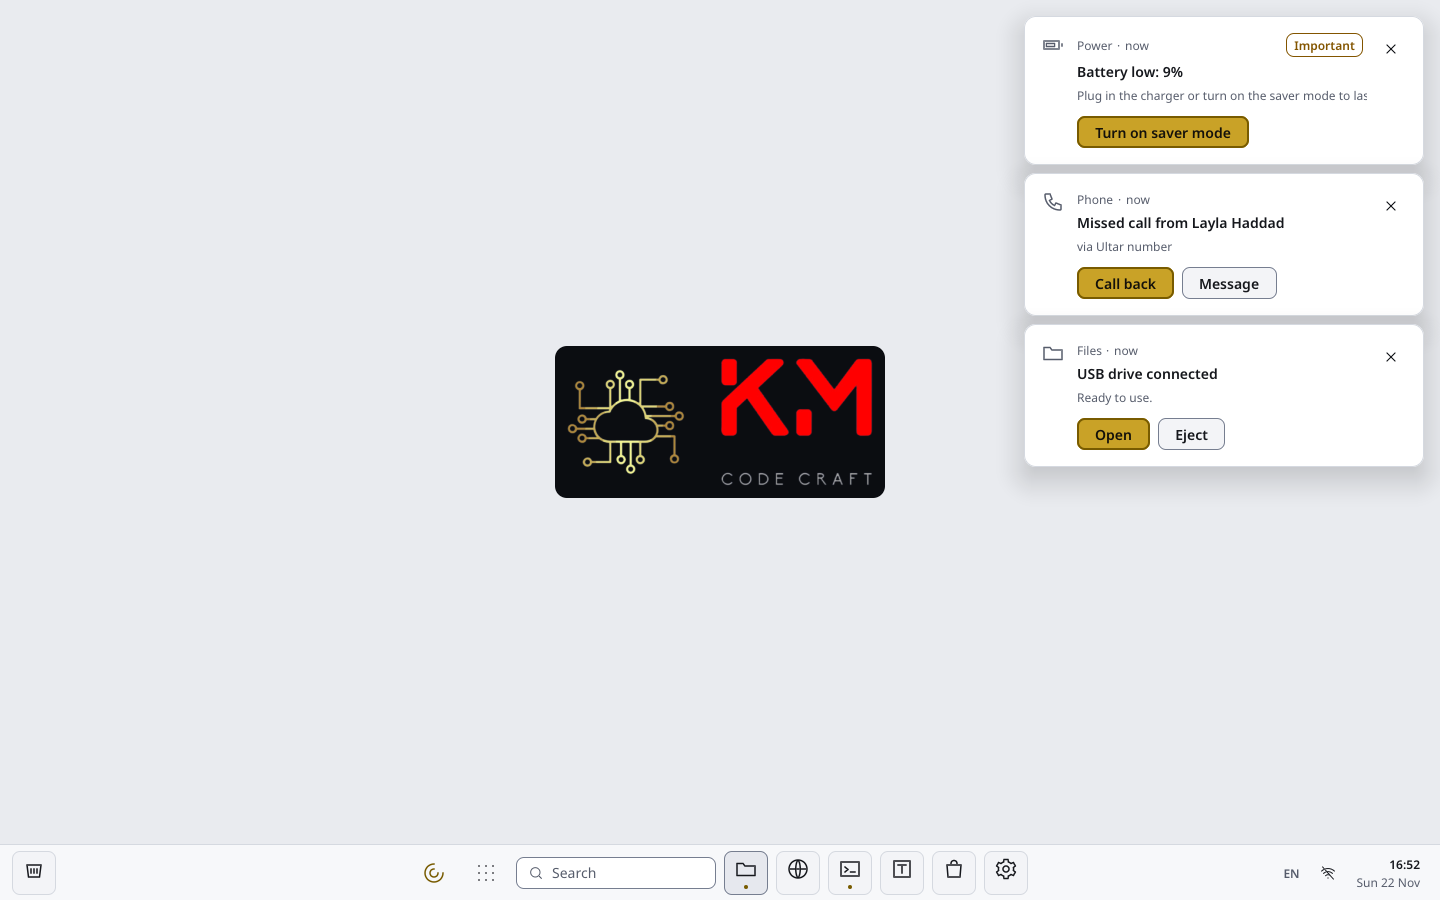 Power · now
Important
Battery low: 9%
Plug in the charger or turn on the saver mode to las
Turn on saver mode
Phone · now
Missed call from Layla Haddad
via Ultar number
Call back
Message
Files · now
USB drive connected
Ready to use.
Open
Eject
KM
CODE CRAFT
Search
EN
16:52
Sun 22 Nov